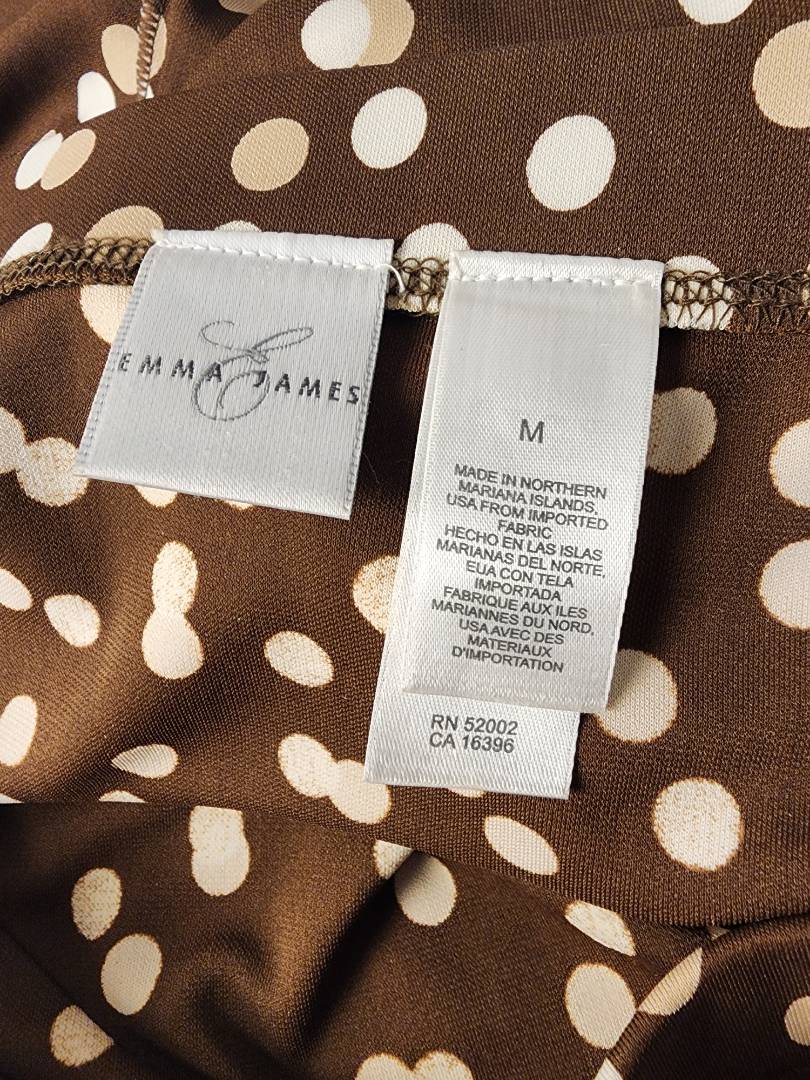 EMMA JAMES
M
MADE IN NORTHERN
MARIANA ISLANDS,
USA FROM IMPORTED
FABRIC
HECHO EN LAS ISLAS
MARIANAS DEL NORTE,
EUA CON TELA
IMPORTADA
FABRIQUE AUX ILES
MARIANNES DU NORD,
USA AVEC DES
MATERIAUX
D'IMPORTATION
RN 52002
CA 16396